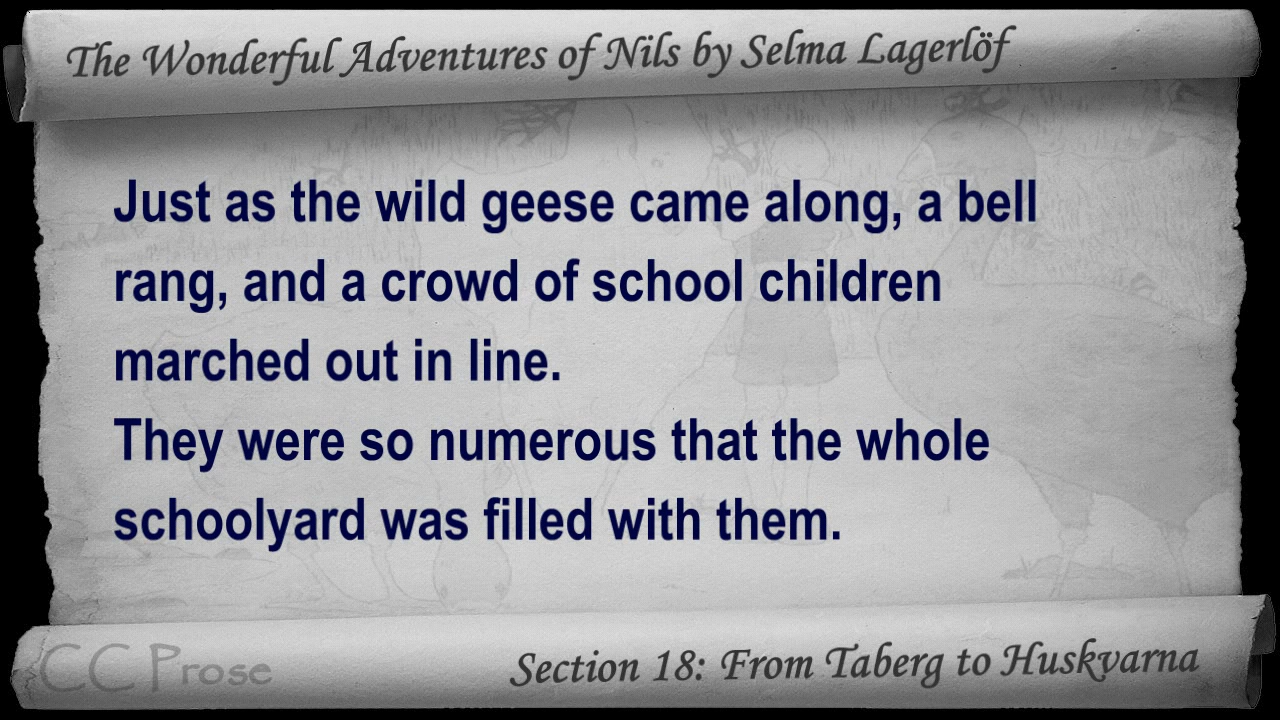 The Wonderful Adventures of Nils by Selma Lagerlöf
Just as the wild geese came along, a bell
rang, and a crowd of school children
marched out in line.
They were so numerous that the whole
schoolyard was filled with them.
CC Prose
Section 18: From Taberg to Huskvarna